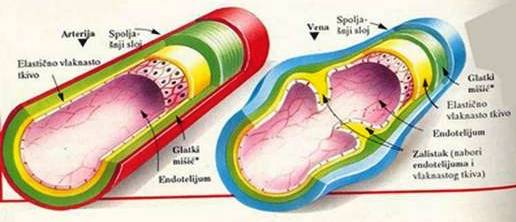 Arterija
Spolja-
šnji sloj
Elastično vlaknasto
tkivo
Glatki
mišić*
Endotelijum
Vena
Spolja-
šnji sloj
Glatki
mišić*
Elastično
vlaknasto tkivo
Endotelijum
Zalistak (nabori
endotelijuma i
vlaknastog tkiva)